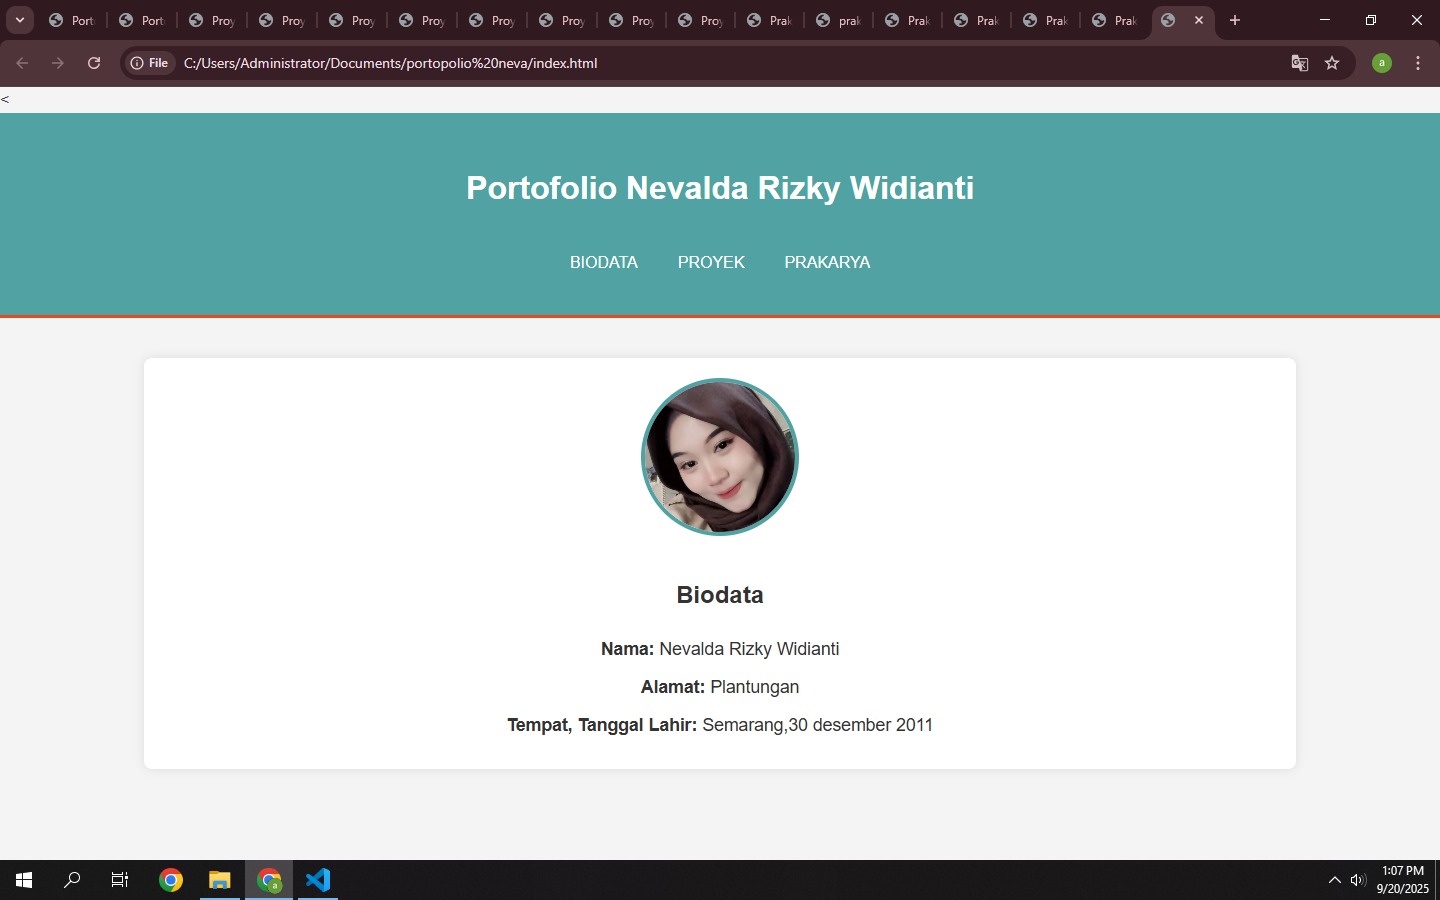 Port
Port
Proy
Proy
Proy
Proy
Proy
Proy
Proy
Proy
Prak
prak
Prak
Prak
Prak
Prak
File
C:/Users/Administrator/Documents/portopolio%20neva/index.html
a
<
Portofolio Nevalda Rizky Widianti
BIODATA PROYEK PRAKARYA
Biodata
Nama: Nevalda Rizky Widianti
Alamat: Plantungan
Tempat, Tanggal Lahir: Semarang,30 desember 2011
a
1:07 PM
9/20/2025